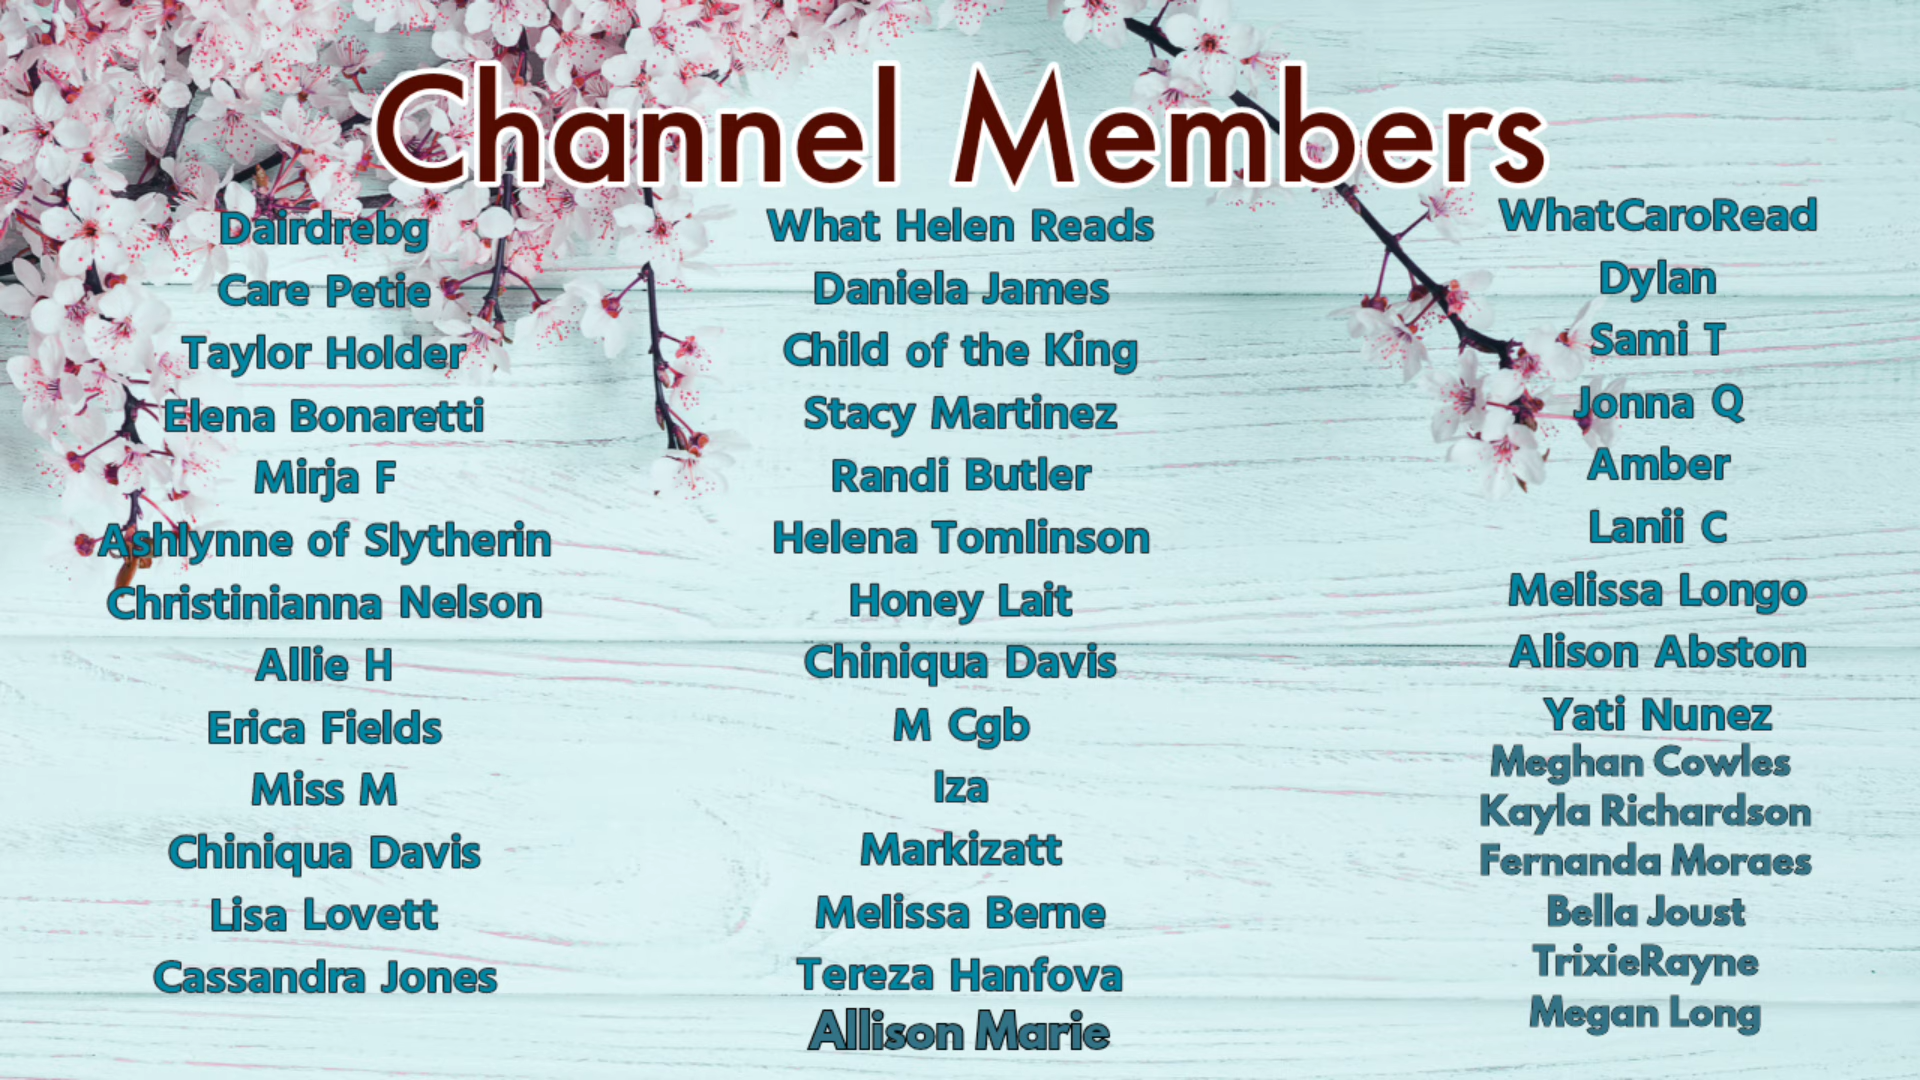 Channel Members
Dairdrebg
Care Petie
Taylor Holder
Elena Bonaretti
Mirja F
Ashlynne of Slytherin
Christinianna Nelson
Allie H
Erica Fields
Miss M
Chiniqua Davis
Lisa Lovett
Cassandra Jones
What Helen Reads
Daniela James
Child of the King
Stacy Martinez
Randi Butler
Helena Tomlinson
Honey Lait
Chiniqua Davis
M Cgb
Iza
Markizatt
Melissa Berne
Tereza Hanfova
Allison Marie
WhatCaroRead
Dylan
Sami T
Jonna Q
Amber
Lanii C
Melissa Longo
Alison Abston
Yati Nunez
Meghan Cowles
Kayla Richardson
Fernanda Moraes
Bella Joust
TrixieRayne
Megan Long